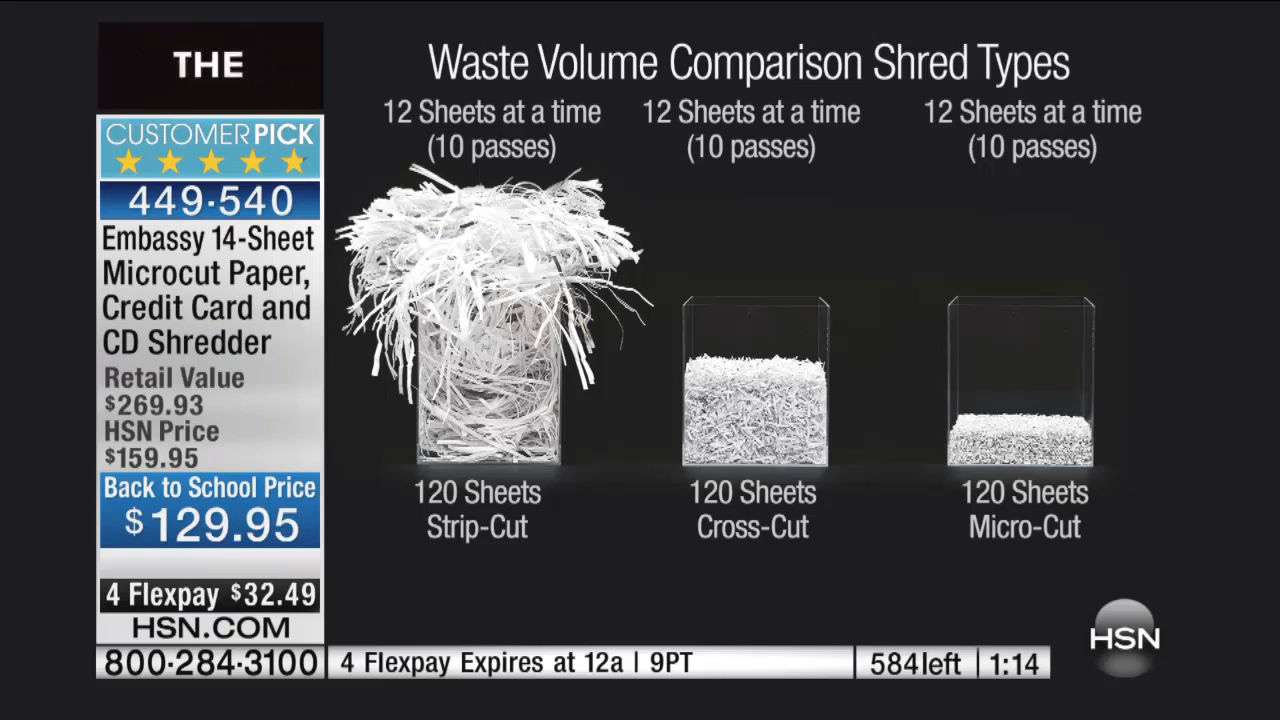 THE
CUSTOMER PICK
449·540
Embassy 14-Sheet
Microcut Paper,
Credit Card and
CD Shredder
Retail Value
$269.93
HSN Price
$159.95
Back to School Price
$129.95
4 Flexpay $32.49
HSN.COM
800·284·3100
Waste Volume Comparison Shred Types
12 Sheets at a time
(10 passes)
12 Sheets at a time
(10 passes)
12 Sheets at a time
(10 passes)
120 Sheets
Strip-Cut
120 Sheets
Cross-Cut
120 Sheets
Micro-Cut
HSN
4 Flexpay Expires at 12a | 9PT
584 left
1:14